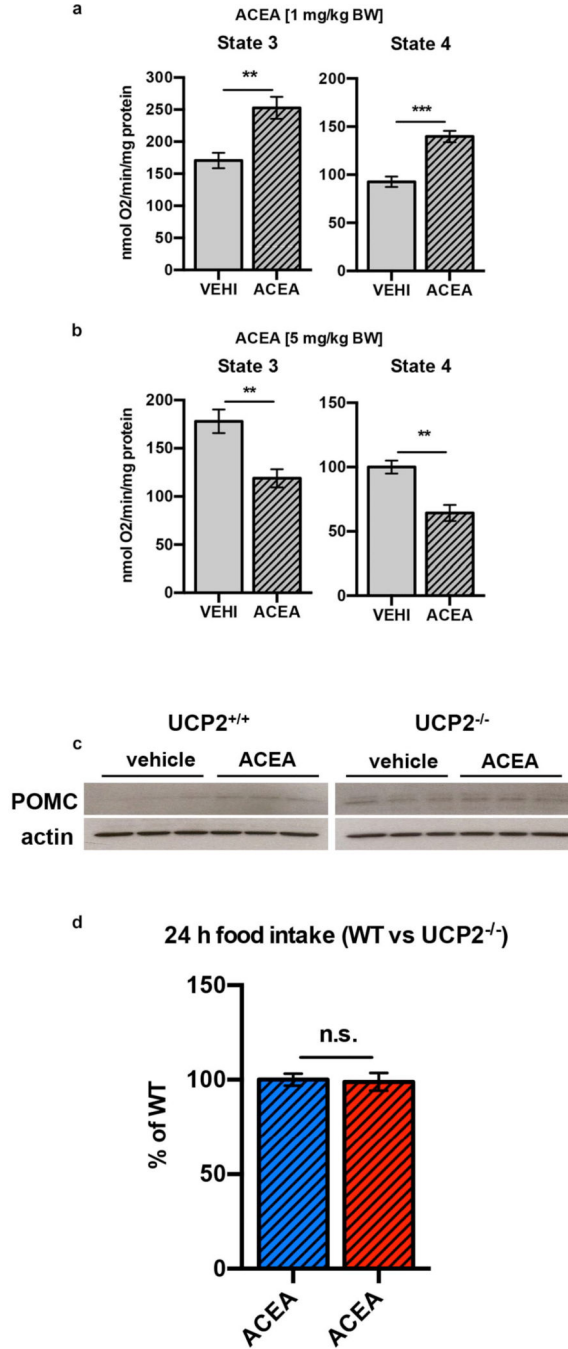 a
ACEA [1 mg/kg BW]
State 3
State 4
nmol O2/min/mg protein
300
250
200
150
100
50
0
**
VEHI ACEA
200
150
100
50
0
***
VEHI ACEA
b
ACEA [5 mg/kg BW]
State 3
State 4
nmol O2/min/mg protein
200
150
100
50
0
**
VEHI ACEA
150
100
50
0
**
VEHI ACEA
UCP2+/+ UCP2-/-
c
vehicle ACEA vehicle ACEA
POMC
actin
d
24 h food intake (WT vs UCP2-/-)
% of WT
150
100
50
0
n.s.
ACEA ACEA